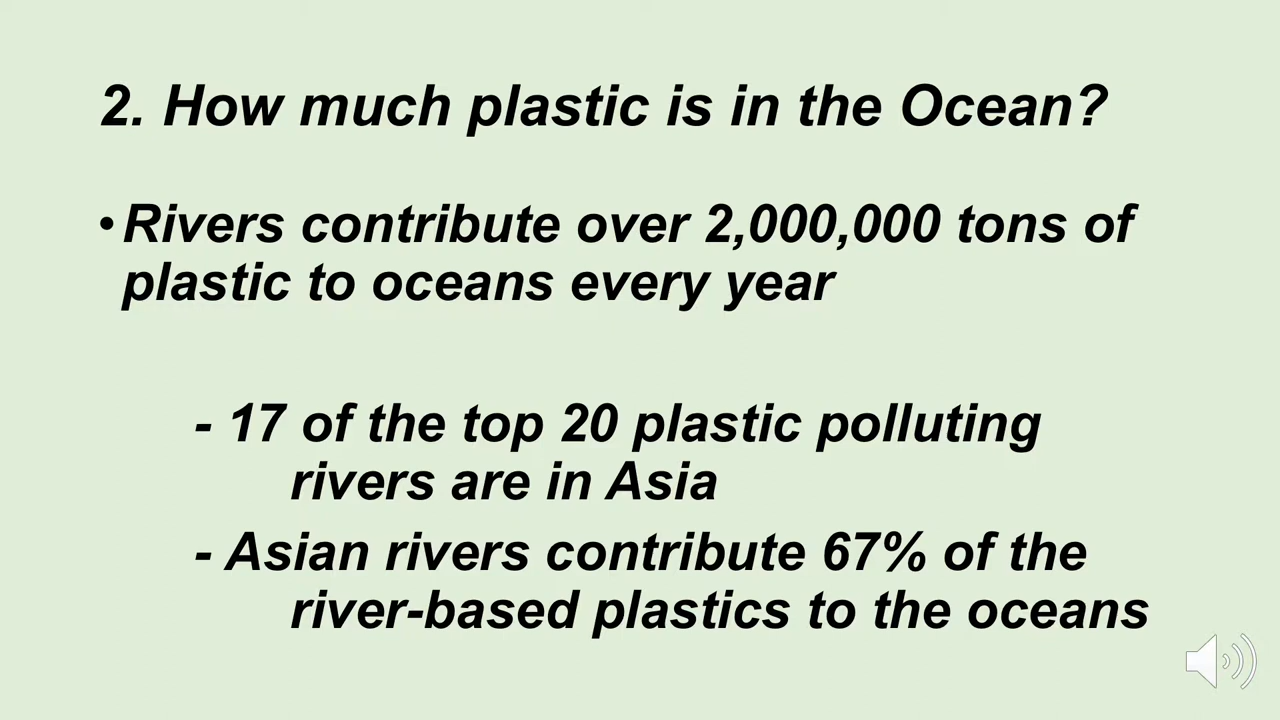 2. How much plastic is in the Ocean?
• Rivers contribute over 2,000,000 tons of
plastic to oceans every year
- 17 of the top 20 plastic polluting
rivers are in Asia
- Asian rivers contribute 67% of the
river-based plastics to the oceans